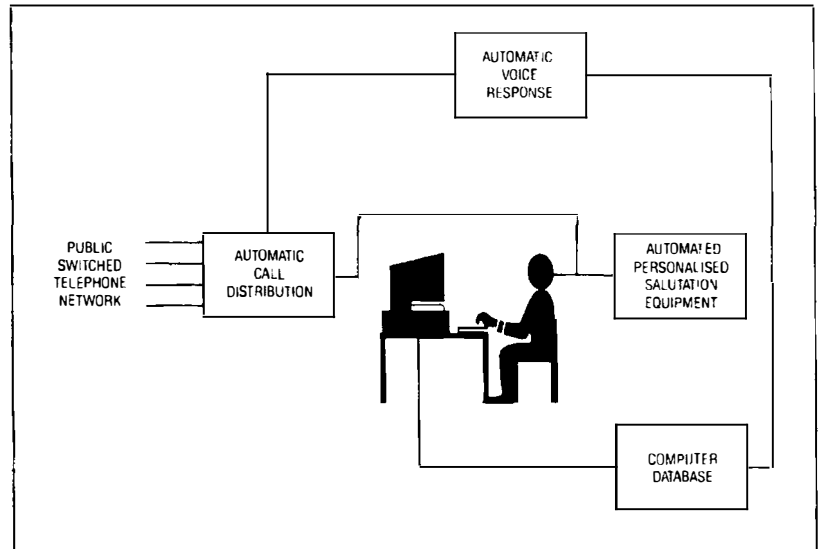 AUTOMATIC
VOICE
RESPONSE
PUBLIC
SWITCHED
TELEPHONE
NETWORK
AUTOMATIC
CALL
DISTRIBUTION
AUTOMATED
PERSONALISED
SALUTATION
EQUIPMENT
COMPUTER
DATABASE